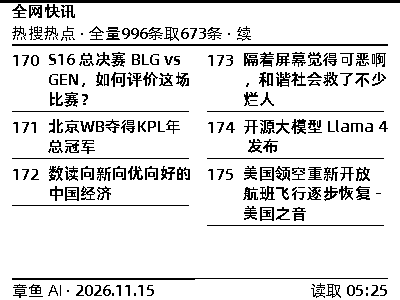 全网快讯
热搜热点 · 全量996条取673条 · 续
170 S16 总决赛 BLG vs
GEN，如何评价这场
比赛？
171 北京WB夺得KPL年
总冠军
172 数读向新向优向好的
中国经济
173 隔着屏幕觉得可恶啊
，和谐社会救了不少
烂人
174 开源大模型 Llama 4
发布
175 美国领空重新开放
航班飞行逐步恢复 -
美国之音
章鱼 AI · 2026.11.15
读取 05:25